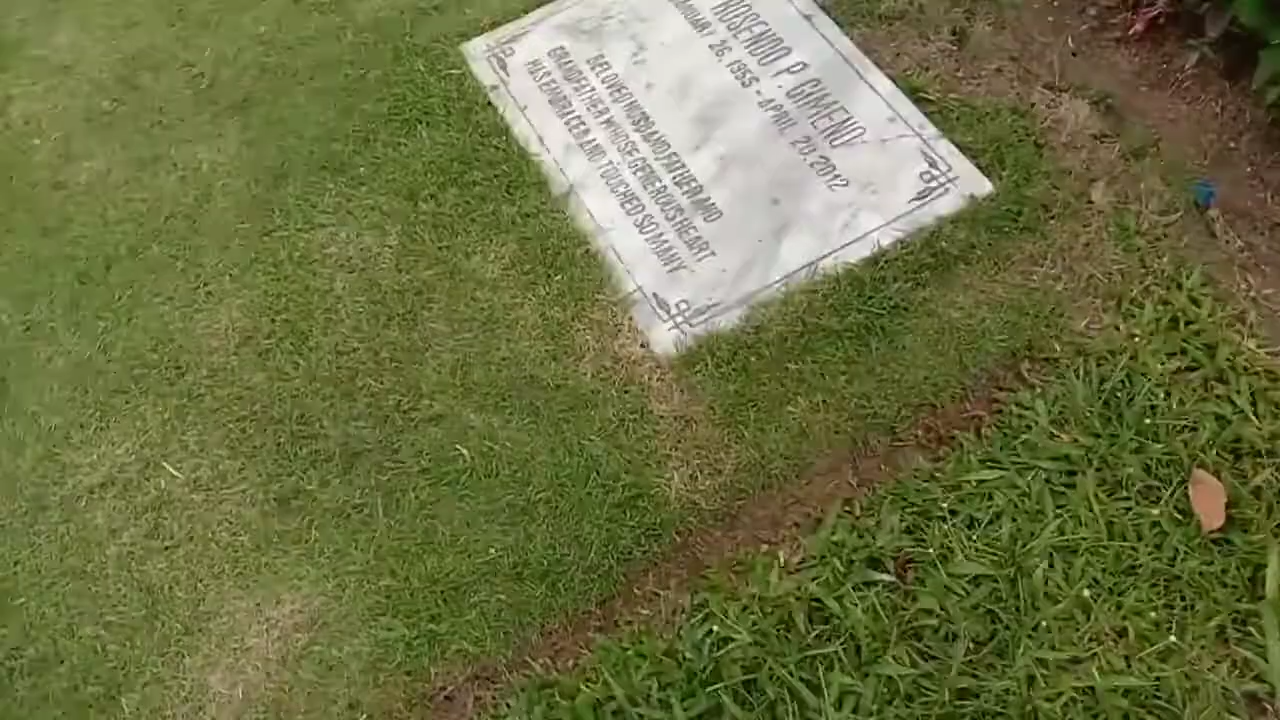 ROSENDO P. GIMENO
JANUARY 26, 1955 - APRIL 20, 2012
BELOVED HUSBAND FATHER AND
GRANDFATHER WHOSE GENEROUS HEART
HAS EMBRACED AND TOUCHED SO MANY